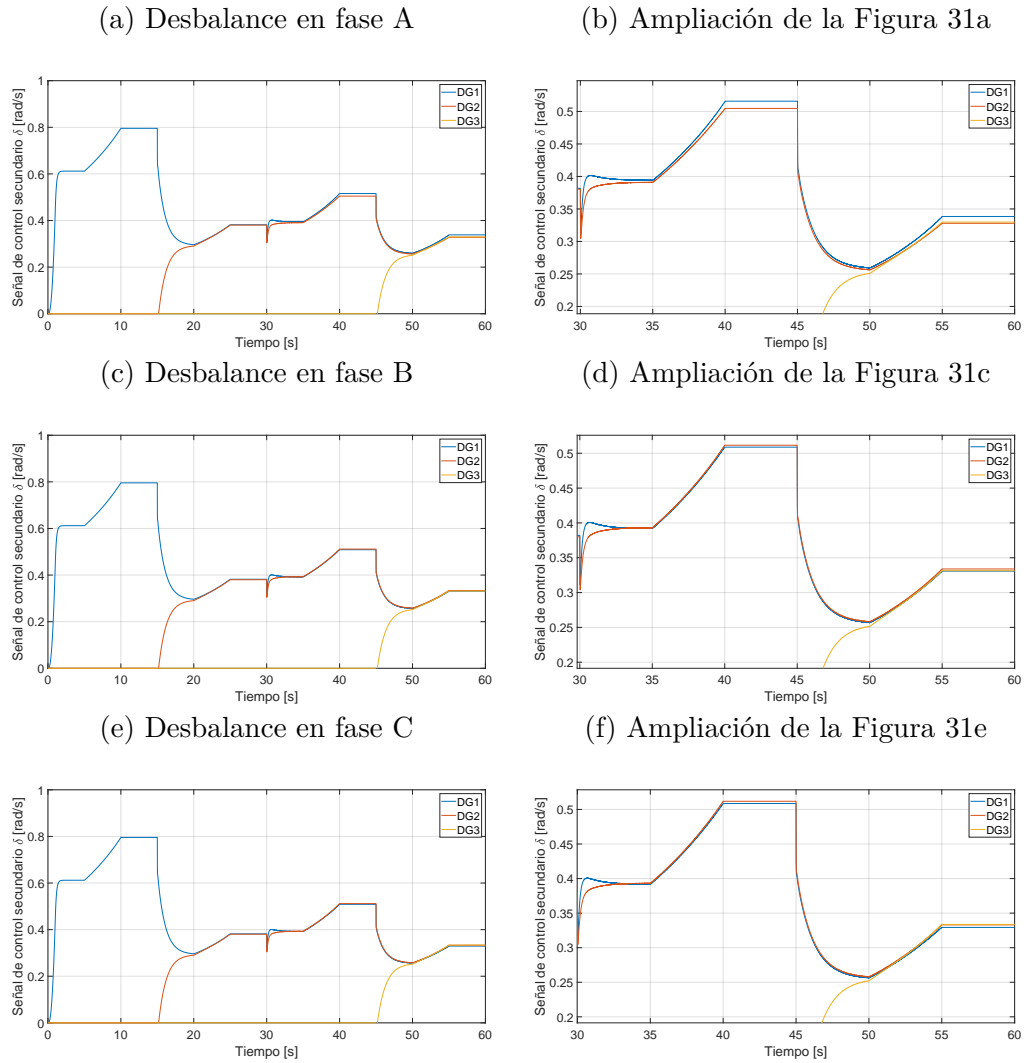 (a) Desbalance en fase A
(b) Ampliación de la Figura 31a
Señal de control secundario δ [rad/s]
1
0.8
0.6
0.4
0.2
0
0 10 20 30 40 50 60
Tiempo [s]
DG1
DG2
DG3
Señal de control secundario δ [rad/s]
0.5
0.45
0.4
0.35
0.3
0.25
0.2
30 35 40 45 50 55 60
Tiempo [s]
DG1
DG2
DG3
(c) Desbalance en fase B
(d) Ampliación de la Figura 31c
Señal de control secundario δ [rad/s]
1
0.8
0.6
0.4
0.2
0
0 10 20 30 40 50 60
Tiempo [s]
DG1
DG2
DG3
Señal de control secundario δ [rad/s]
0.5
0.45
0.4
0.35
0.3
0.25
0.2
30 35 40 45 50 55 60
Tiempo [s]
DG1
DG2
DG3
(e) Desbalance en fase C
(f) Ampliación de la Figura 31e
Señal de control secundario δ [rad/s]
1
0.8
0.6
0.4
0.2
0
0 10 20 30 40 50 60
Tiempo [s]
DG1
DG2
DG3
Señal de control secundario δ [rad/s]
0.5
0.45
0.4
0.35
0.3
0.25
0.2
30 35 40 45 50 55 60
Tiempo [s]
DG1
DG2
DG3